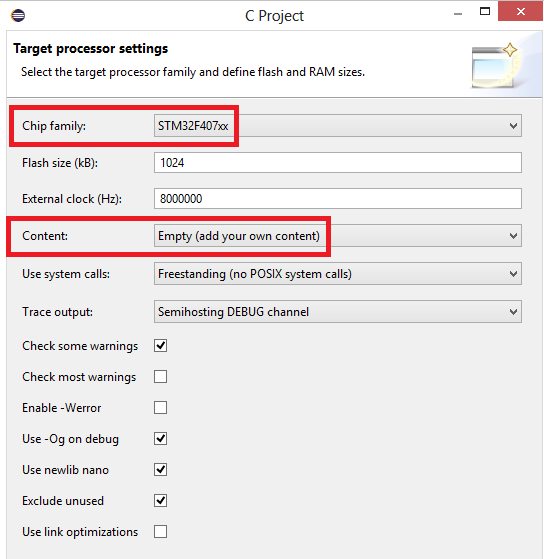 C Project
Target processor settings
Select the target processor family and define flash and RAM sizes.
Chip family: STM32F407xx
Flash size (kB): 1024
External clock (Hz): 8000000
Content: Empty (add your own content)
Use system calls: Freestanding (no POSIX system calls)
Trace output: Semihosting DEBUG channel
Check some warnings
Check most warnings
Enable -Werror
Use -Og on debug
Use newlib nano
Exclude unused
Use link optimizations